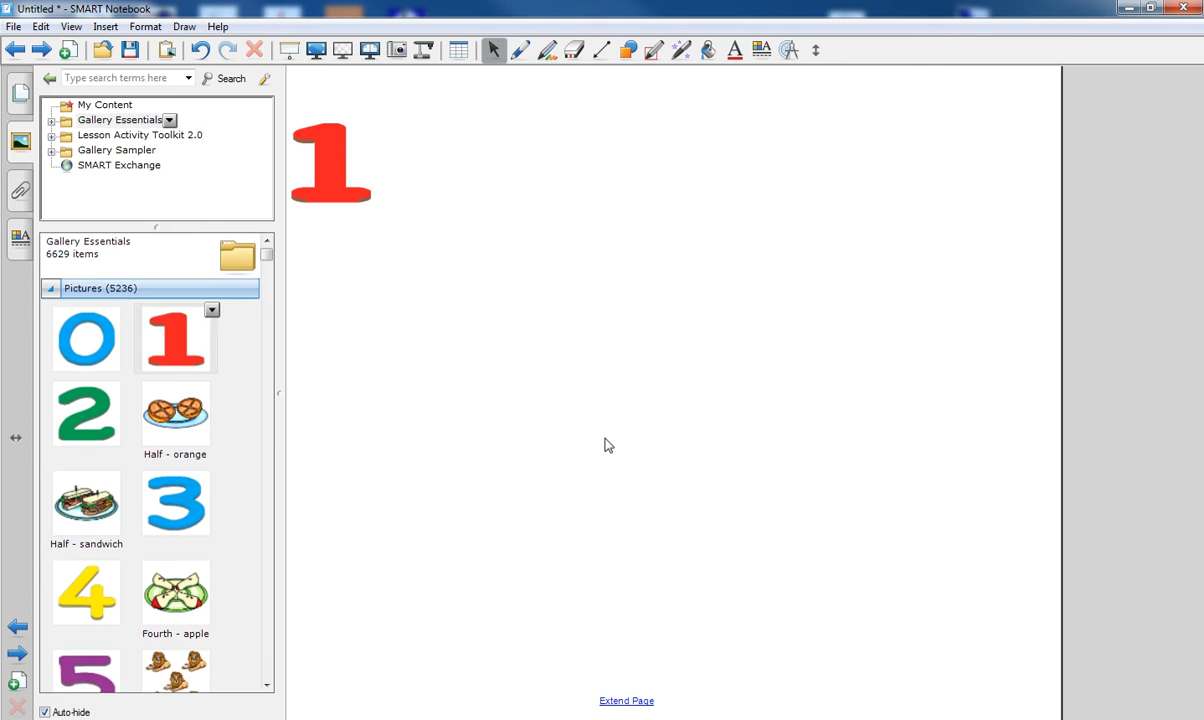 Untitled * - SMART Notebook
File Edit View Insert Format Draw Help
Type search terms here Search
My Content
Gallery Essentials
Lesson Activity Toolkit 2.0
Gallery Sampler
SMART Exchange
1
Gallery Essentials
6629 items
Pictures (5236)
0 1
2
Half - orange
3
Half - sandwich
4
Fourth - apple
5
Auto-hide
Extend Page